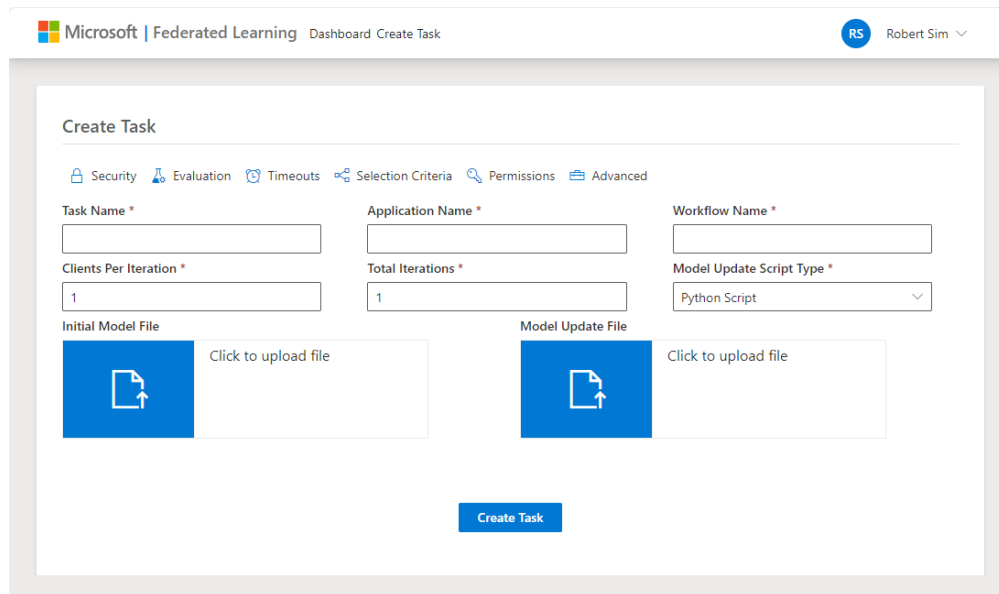 Microsoft | Federated Learning Dashboard Create Task RS Robert Sim
Create Task
Security Evaluation Timeouts Selection Criteria Permissions Advanced
Task Name * Application Name * Workflow Name *
Clients Per Iteration * Total Iterations * Model Update Script Type *
1 1 Python Script
Initial Model File Model Update File
Click to upload file Click to upload file
Create Task